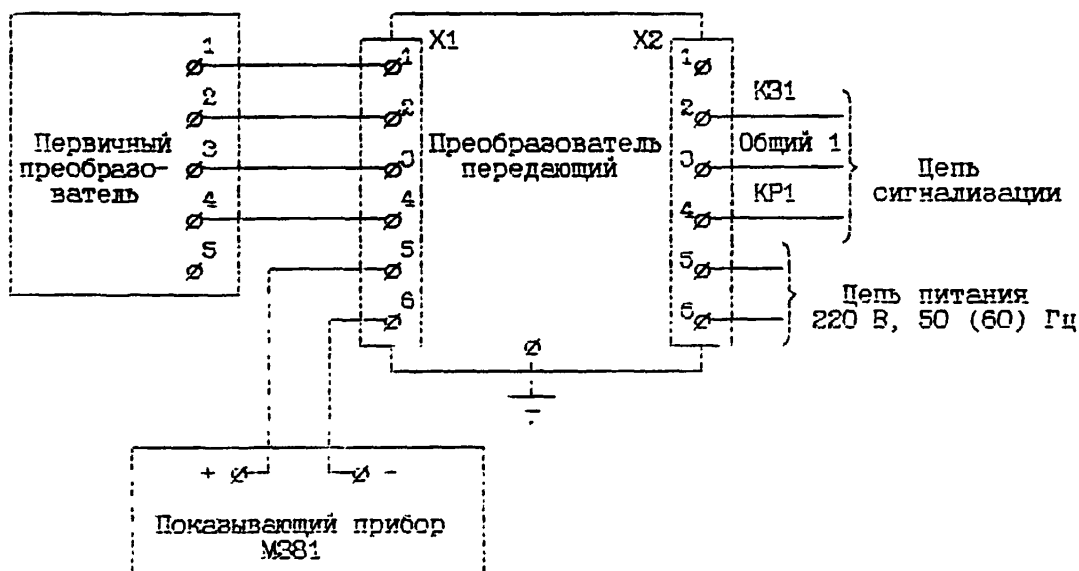 X1
X2
1
2
3
4
5
Первичный
преобразо-
ватель
1
2
3
4
5
6
Преобразователь
передающий
1
2
3
4
5
6
КЗ1
Общий 1
КР1
Цепь
сигнализации
Цепь питания
220 В, 50 (60) Гц
+
-
Показывающий прибор
М381